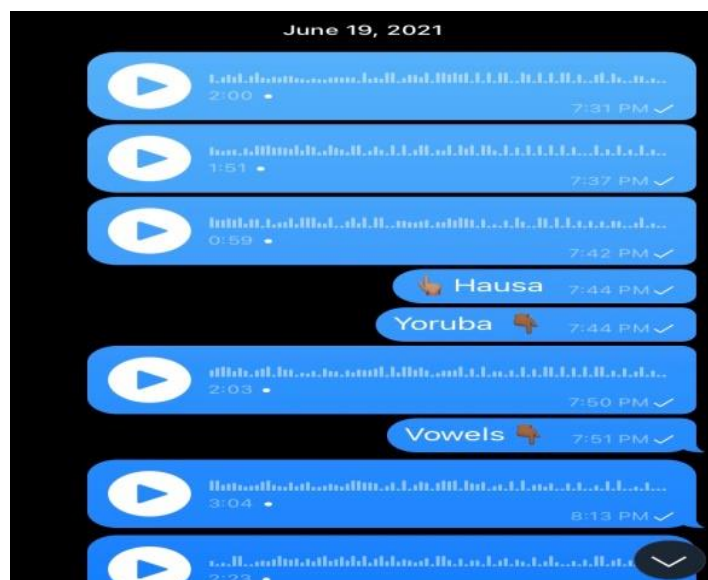 June 19, 2021
2:00
7:31 PM
1:51
7:37 PM
0:59
7:42 PM
👆🏽 Hausa 7:44 PM
Yoruba 👇🏾 7:44 PM
2:03
7:50 PM
Vowels 👇🏾 7:51 PM
3:04
8:13 PM
2:23